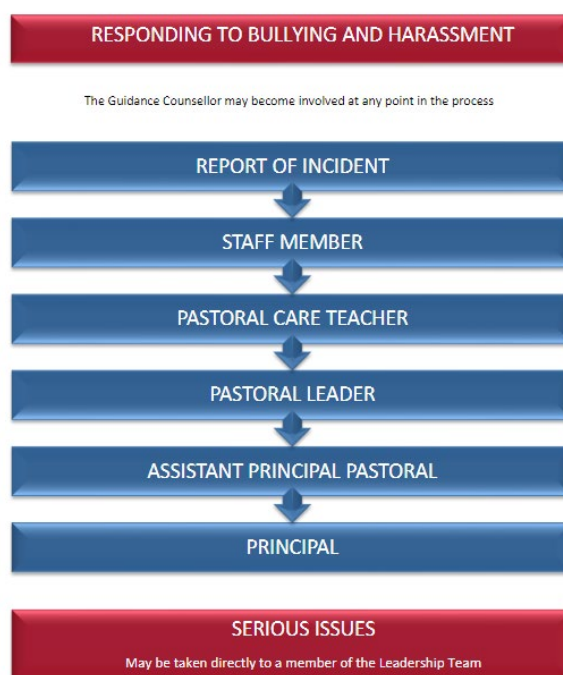 RESPONDING TO BULLYING AND HARASSMENT
The Guidance Counsellor may become involved at any point in the process
REPORT OF INCIDENT
STAFF MEMBER
PASTORAL CARE TEACHER
PASTORAL LEADER
ASSISTANT PRINCIPAL PASTORAL
PRINCIPAL
SERIOUS ISSUES
May be taken directly to a member of the Leadership Team